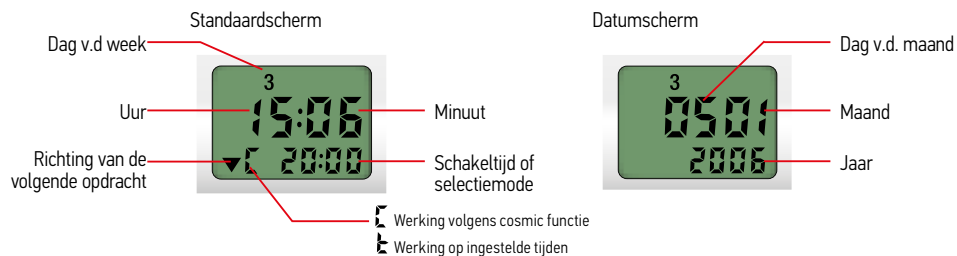 Standaardscherm
Dag v.d week
3
Uur
15:06
Minuut
Richting van de
volgende opdracht
▼C 20:00
Schakeltijd of
selectiemode
C Werking volgens cosmic functie
t Werking op ingestelde tijden
Datumscherm
Dag v.d. maand
3
0501
Maand
2006
Jaar